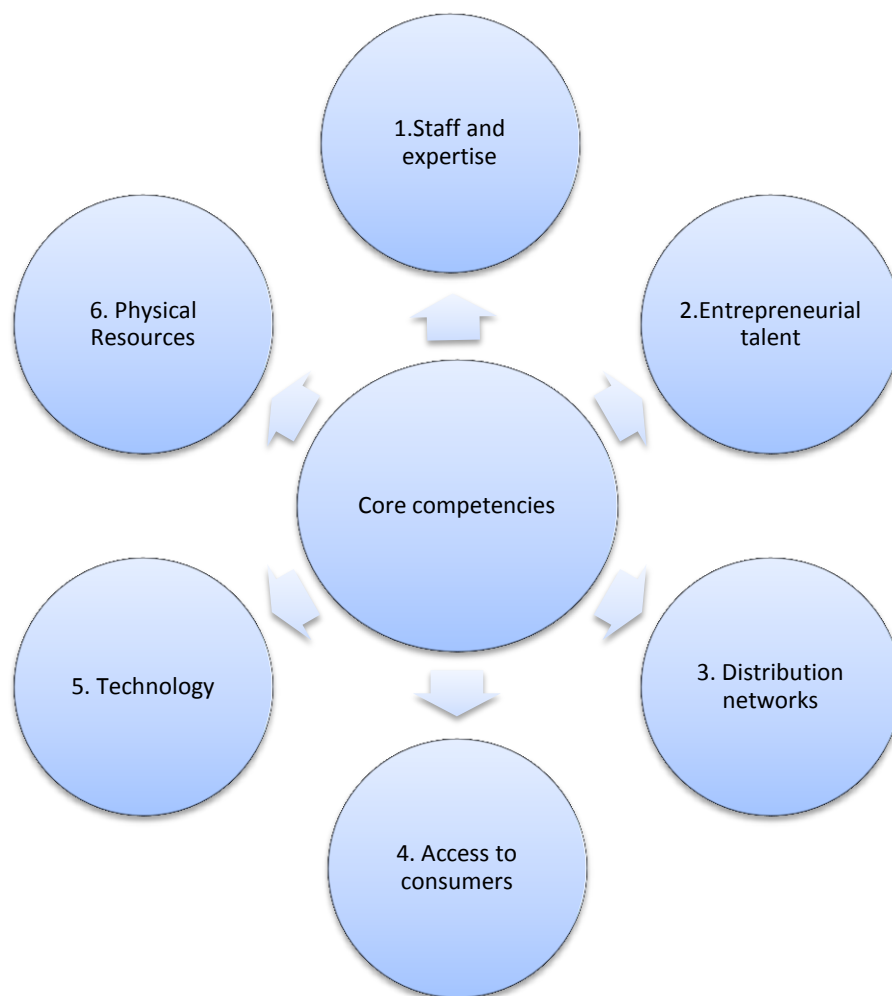 1.Staff and
expertise
2.Entrepreneurial
talent
3. Distribution
networks
4. Access to
consumers
5. Technology
6. Physical
Resources
Core competencies